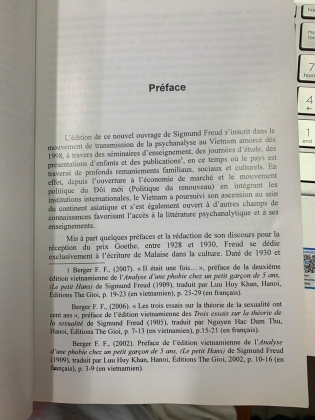 Préface
L'édition de ce nouvel ouvrage de Sigmund Freud s'inscrit dans le
mouvement de transmission de la psychanalyse au Vietnam amorcé dès
1998, à travers des séminaires d'enseignement, des journées d'étude, des
présentations d'enfants et des publications¹, en ce temps où le pays est
traversé de profonds remaniements familiaux, sociaux et culturels. En
effet, depuis l'ouverture à l'économie de marché et le mouvement
politique du Đổi mới (Politique du renouveau) en intégrant les
institutions internationales, le Vietnam a poursuivi son ascension au sein
du continent asiatique et s'est également ouvert à d'autres champs de
connaissances favorisant l'accès à la littérature psychanalytique et à ses
enseignements.
Mis à part quelques préfaces et la rédaction de son discours pour la
réception du prix Goethe, entre 1928 et 1930, Freud se dédie
exclusivement à l'écriture de Malaise dans la culture. Daté de 1930 et
1 Berger F. F., (2007). « Il était une fois… », préface de la deuxième
édition vietnamienne de l'Analyse d'une phobie chez un petit garçon de 5 ans,
(Le petit Hans) de Sigmund Freud (1909), traduit par Luu Huy Khanh, Hanoi,
Éditions The Gioi, p. 19-23 (en vietnamien), p. 25-29 (en français).
Berger F. F., (2006). « Les trois essais sur la théorie de la sexualité ont
cent ans », préface de l'édition vietnamienne des Trois essais sur la théorie de
la sexualité de Sigmund Freud (1905), traduit par Nguyen Hac Dam Thu,
Hanoi, Éditions The Gioi, p. 7-13 (en vietnamien), p.15-21 (en français).
Berger F. F., (2002). Préface de l'édition vietnamienne de l'Analyse
d'une phobie chez un petit garçon de 5 ans, (Le petit Hans) de Sigmund Freud
(1909), traduit par Luu Huy Khanh, Hanoi, Éditions The Gioi, 2002, p. 10-16 (en
français), p. 3-9 (en vietnamien).
7
4
1
end